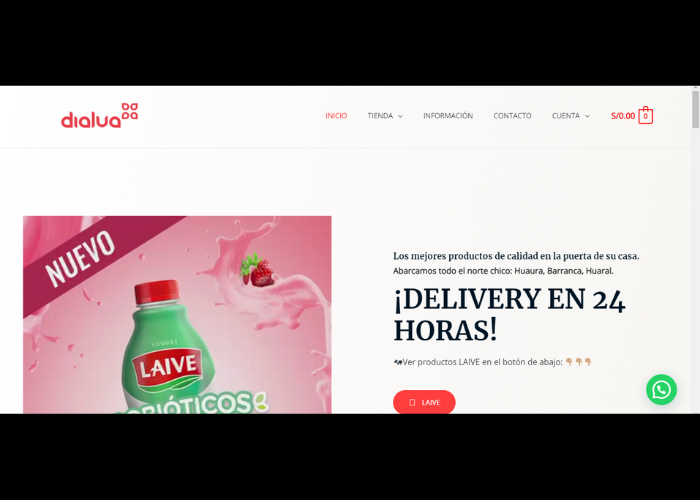 dialua
INICIO
TIENDA
INFORMACIÓN
CONTACTO
CUENTA
S/0.00
0
NUEVO
YOGURT
LAIVE
PROBIÓTICOS
Los mejores productos de calidad en la puerta de su casa.
Abarcamos todo el norte chico: Huaura, Barranca, Huaral.
¡DELIVERY EN 24
HORAS!
Ver productos LAIVE en el botón de abajo:
LAIVE